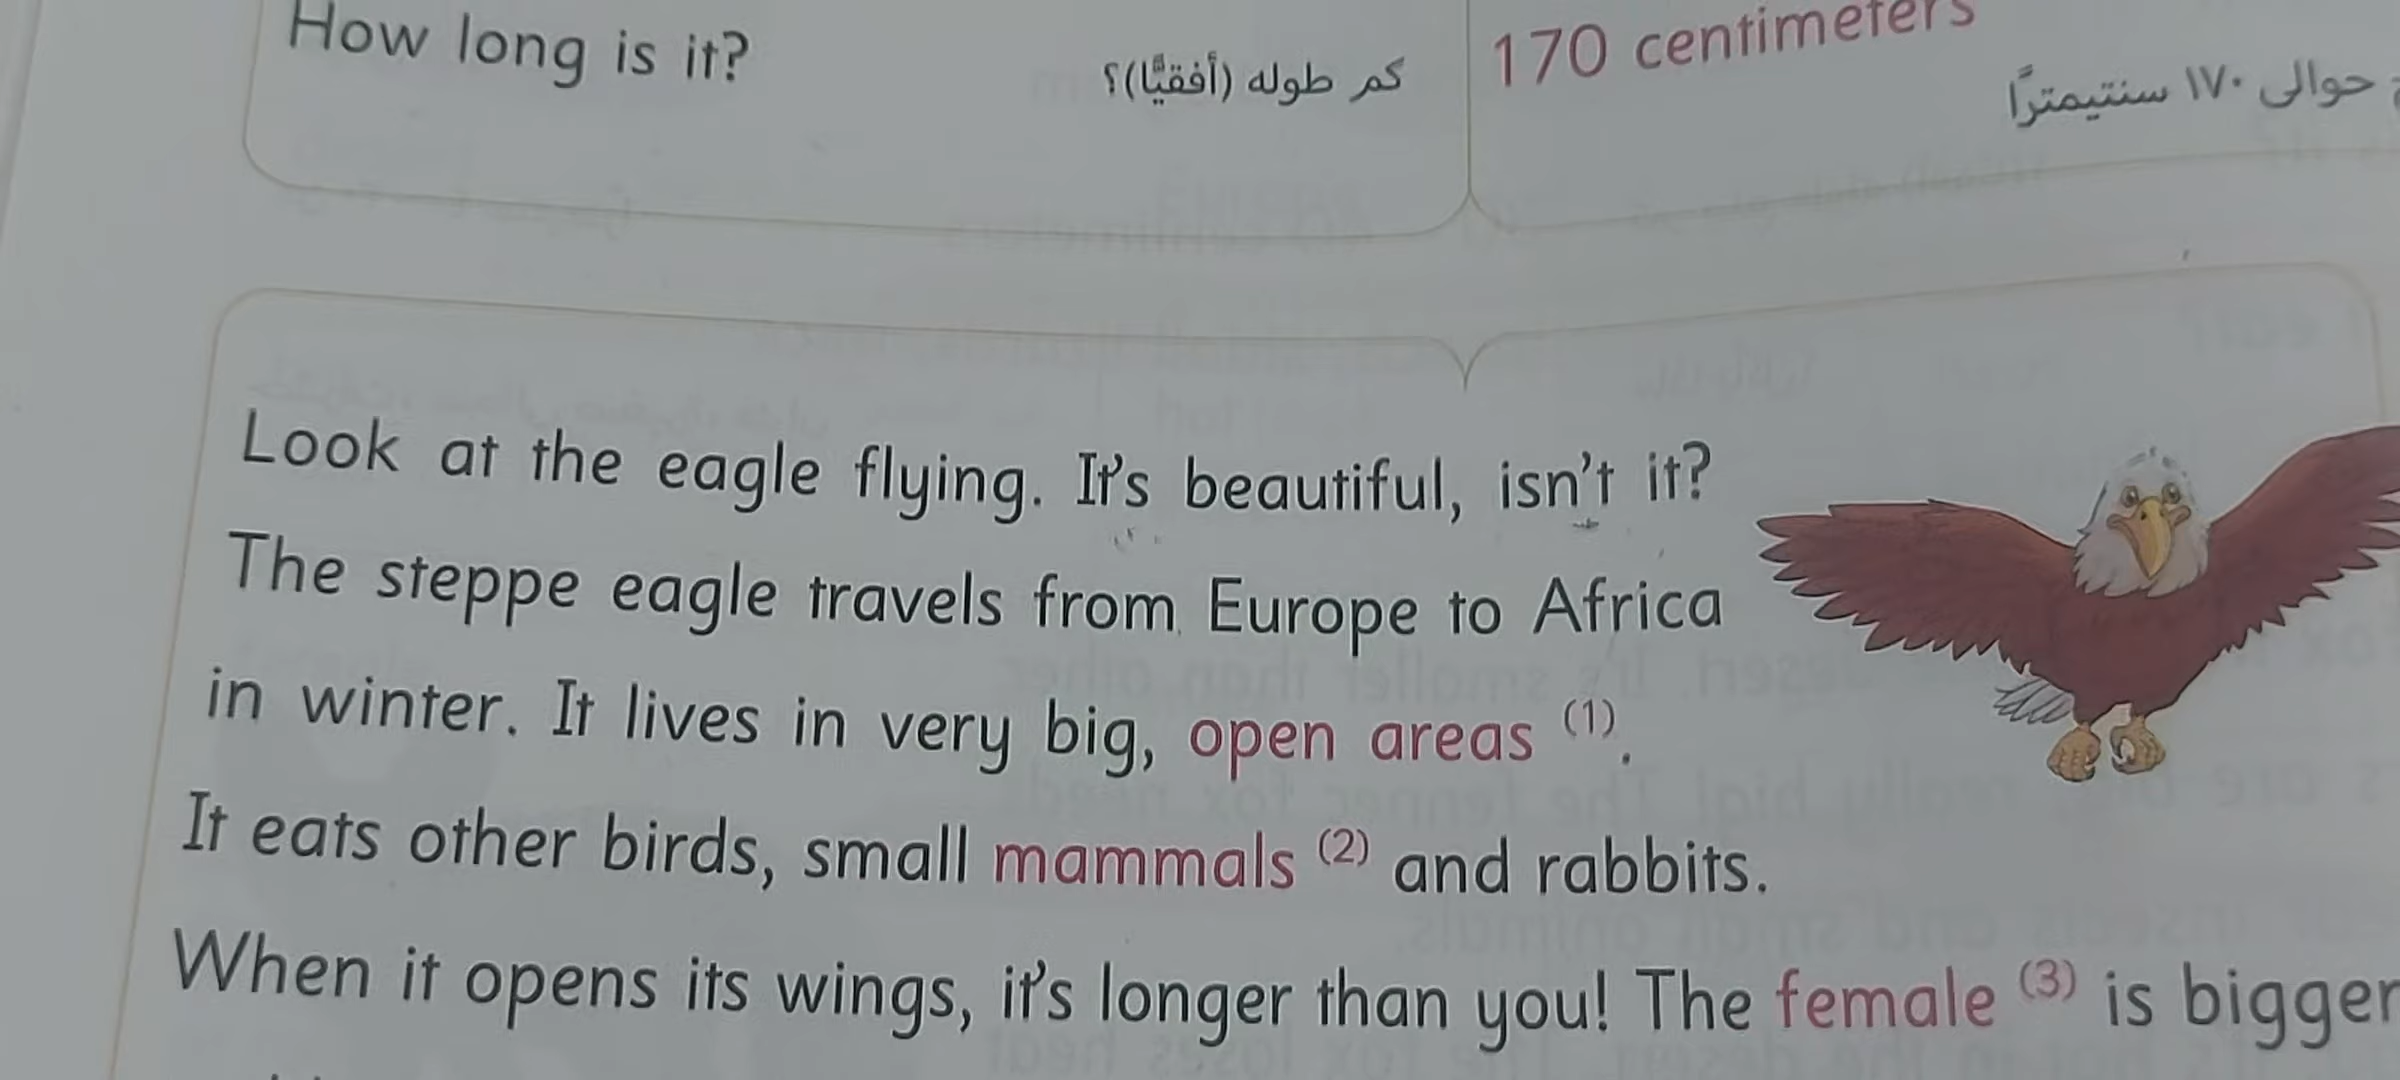 How long is it?
كم طوله (أفقيًّا)؟
170 centimeters
حوالى ١٧٠ سنتيمترًا
Look at the eagle flying. It's beautiful, isn't it?
The steppe eagle travels from Europe to Africa
in winter. It lives in very big, open areas (1).
It eats other birds, small mammals (2) and rabbits.
When it opens its wings, it's longer than you! The female (3) is bigger